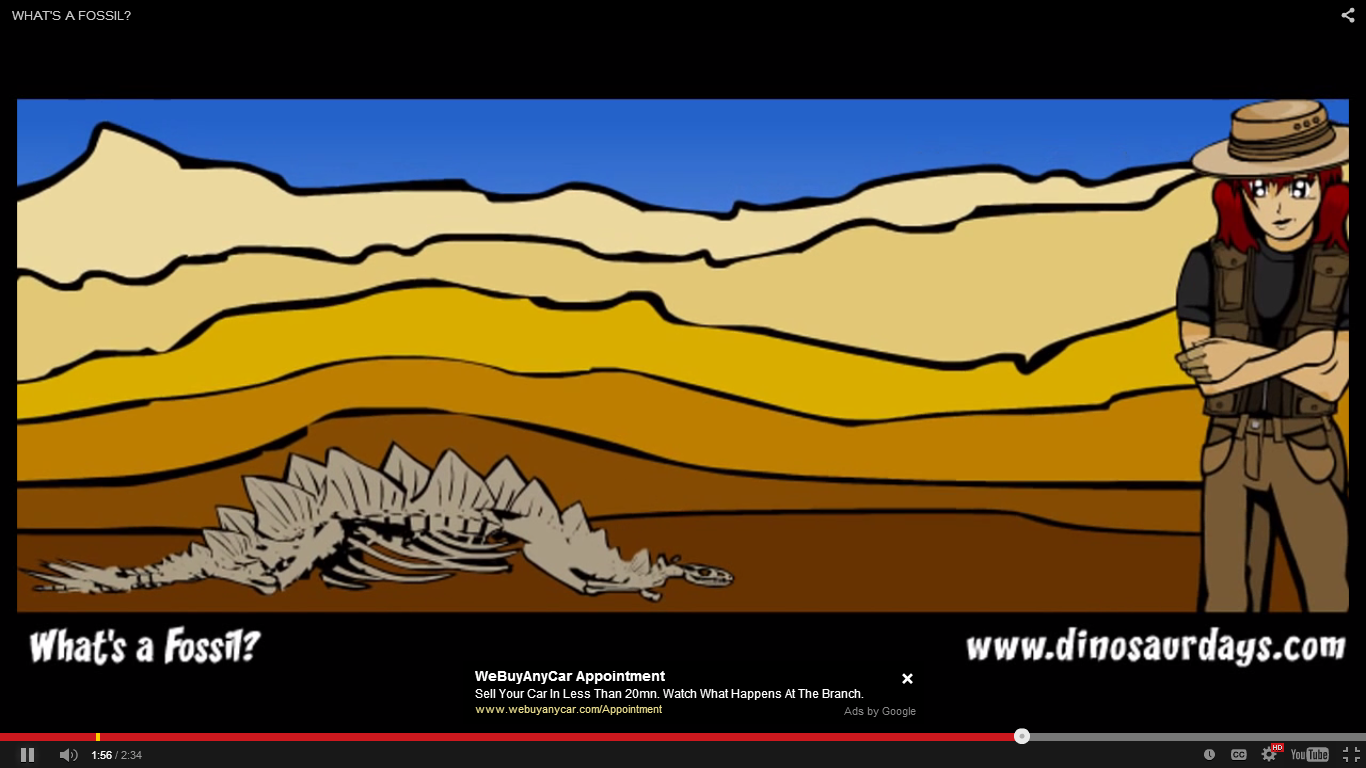 WHAT'S A FOSSIL?
What's a Fossil?
www.dinosaurdays.com
WeBuyAnyCar Appointment
Sell Your Car In Less Than 20mn. Watch What Happens At The Branch.
www.webuyanycar.com/Appointment
Ads by Google
1:56 / 2:34
CC
HD
YouTube